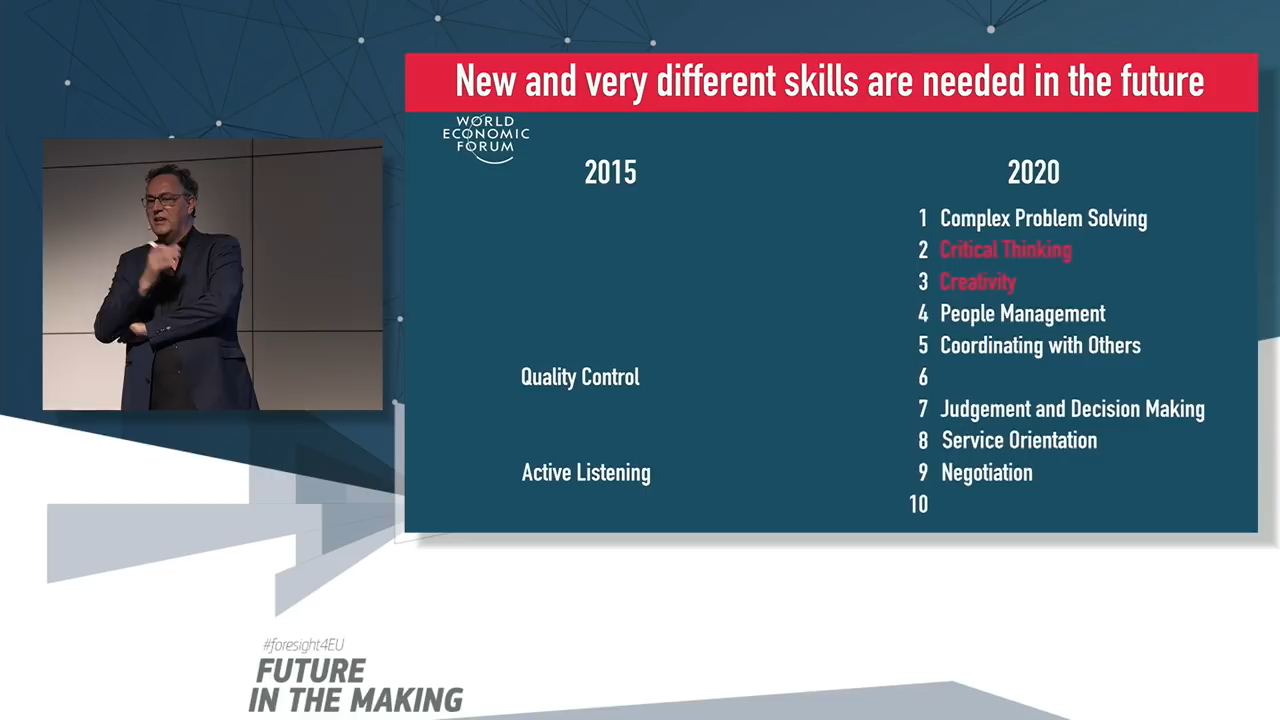 New and very different skills are needed in the future
WORLD
ECONOMIC
FORUM
2015
Quality Control
Active Listening
2020
1 Complex Problem Solving
2 Critical Thinking
3 Creativity
4 People Management
5 Coordinating with Others
6
7 Judgement and Decision Making
8 Service Orientation
9 Negotiation
10
#foresight4EU
FUTURE
IN THE MAKING